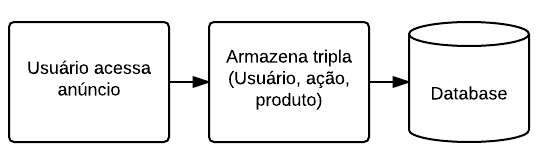 Usuário acessa
anúncio
Armazena tripla
(Usuário, ação,
produto)
Database